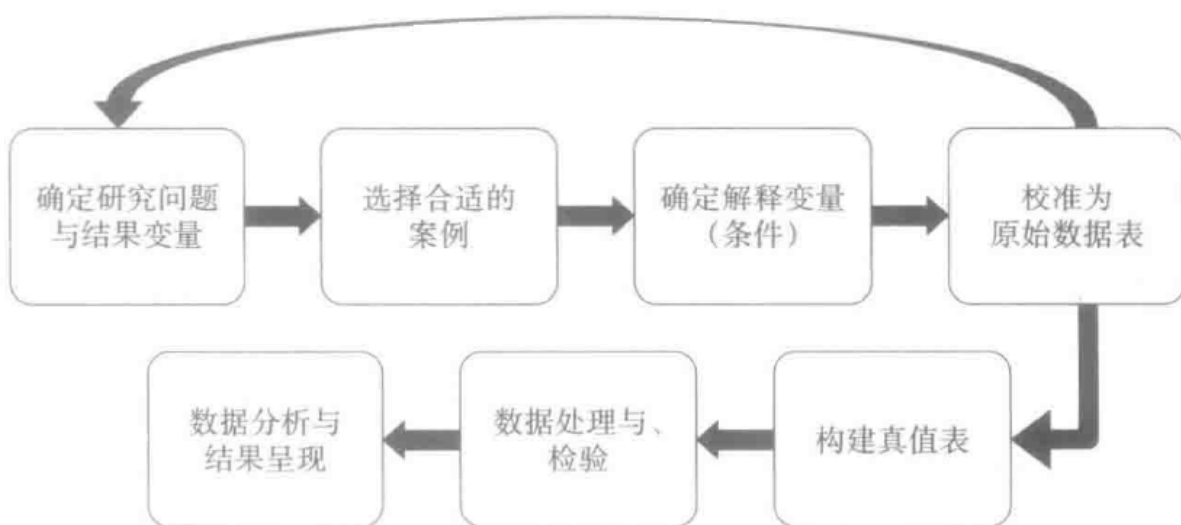 确定研究问题
与结果变量
选择合适的
案例
确定解释变量
（条件）
校准为
原始数据表
构建真值表
数据处理与、
检验
数据分析与
结果呈现